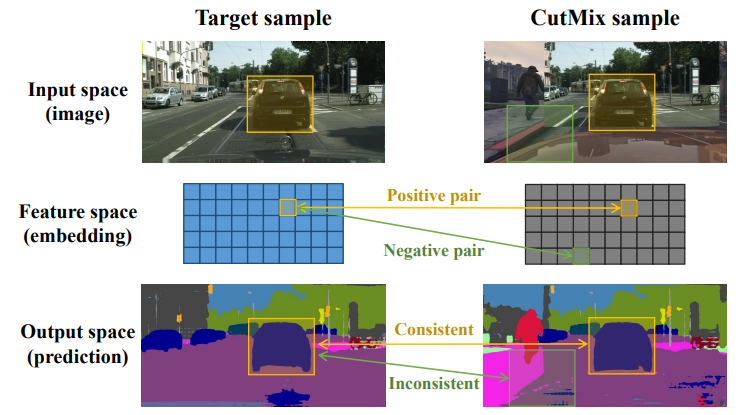 Target sample
CutMix sample
Input space
(image)
Feature space
(embedding)
Positive pair
Negative pair
Output space
(prediction)
Consistent
Inconsistent